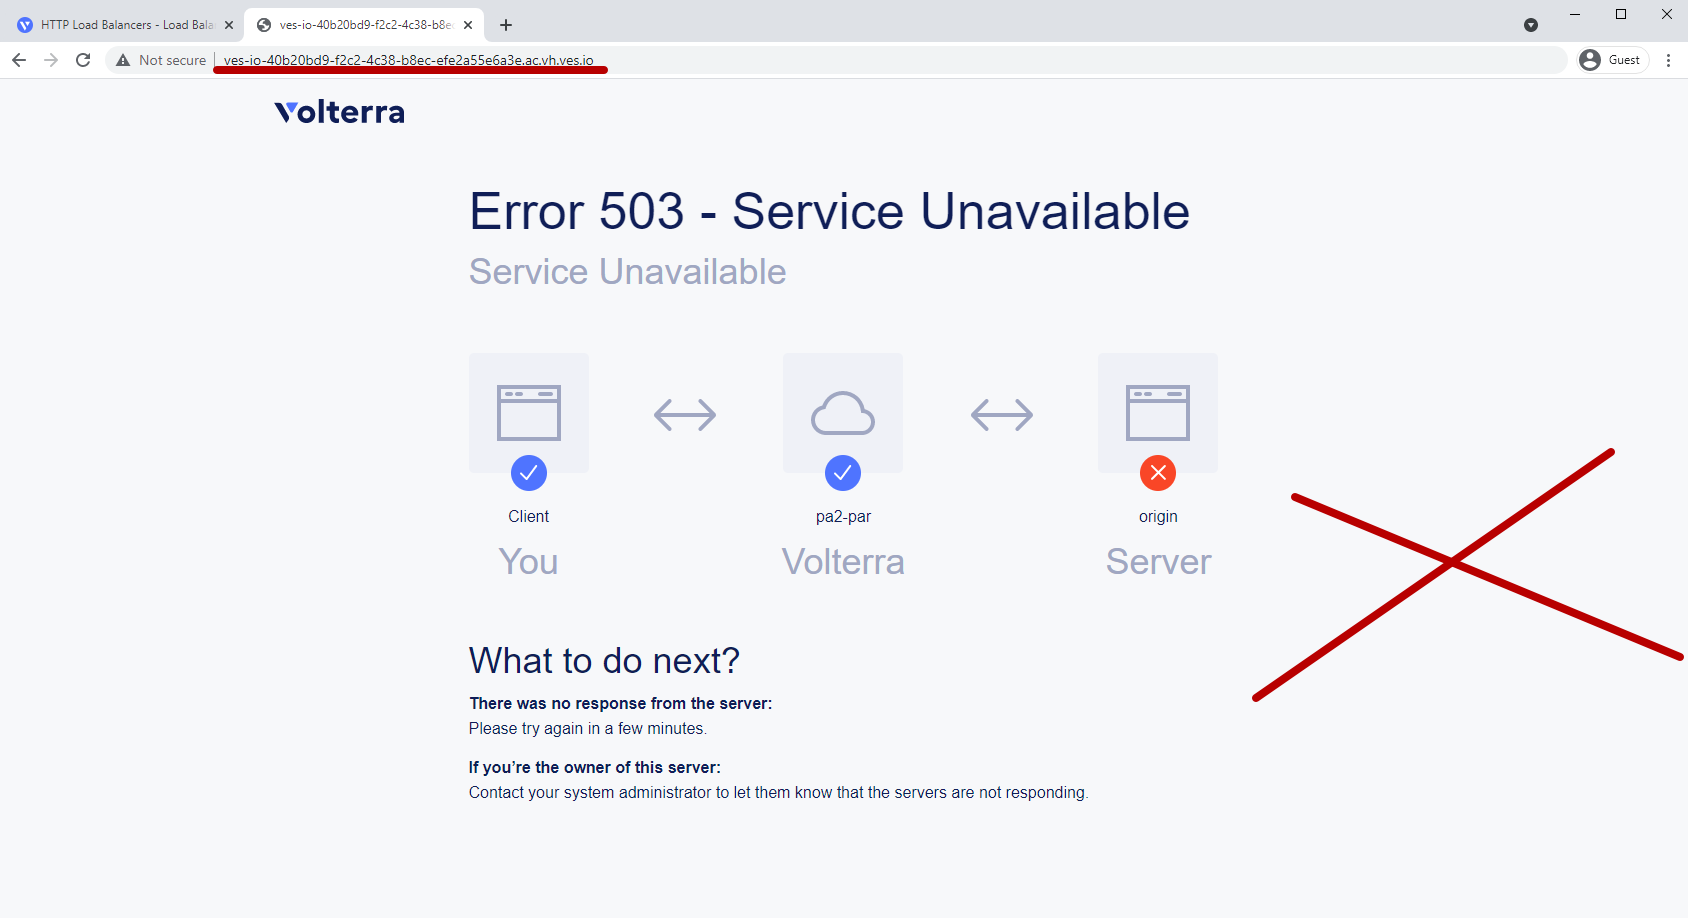 HTTP Load Balancers - Load Bala
ves-io-40b20bd9-f2c2-4c38-b8ec
Not secure
ves-io-40b20bd9-f2c2-4c38-b8ec-efe2a55e6a3e.ac.vh.ves.io
Guest
Volterra
Error 503 - Service Unavailable
Service Unavailable
Client
pa2-par
origin
You
Volterra
Server
What to do next?
There was no response from the server:
Please try again in a few minutes.
If you’re the owner of this server:
Contact your system administrator to let them know that the servers are not responding.